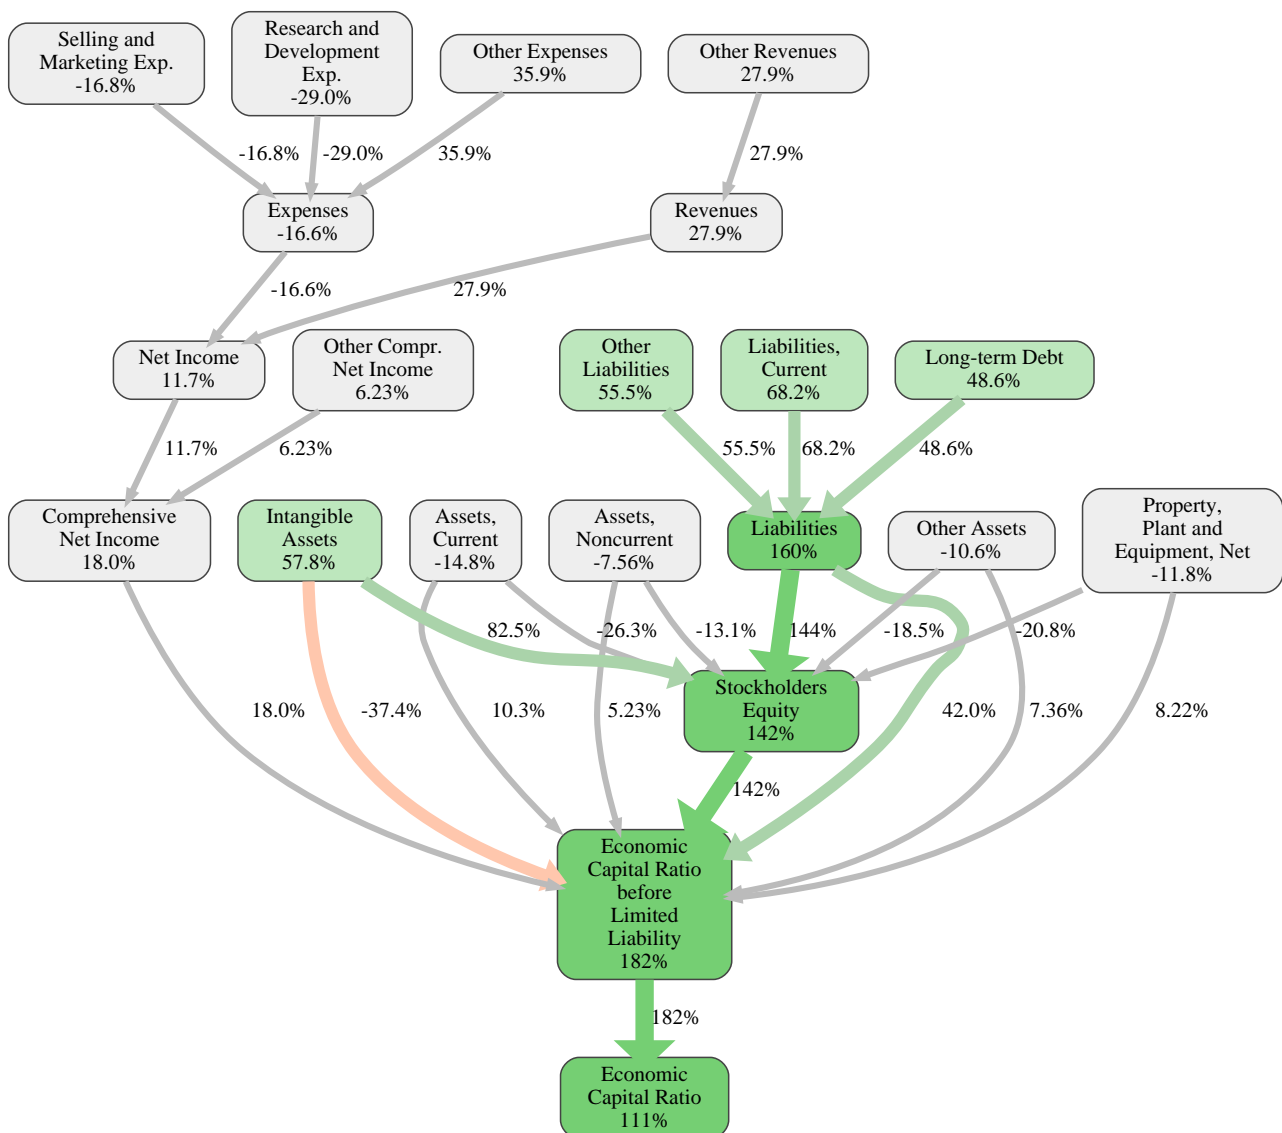 Selling and
Marketing Exp.
-16.8%
Research and
Development
Exp.
-29.0%
Other Expenses
35.9%
Other Revenues
27.9%
-16.8%
-29.0%
35.9%
27.9%
Expenses
-16.6%
Revenues
27.9%
-16.6%
27.9%
Net Income
11.7%
Other Compr.
Net Income
6.23%
Other
Liabilities
55.5%
Liabilities,
Current
68.2%
Long-term Debt
48.6%
11.7%
6.23%
55.5%
68.2%
48.6%
Comprehensive
Net Income
18.0%
Intangible
Assets
57.8%
Assets,
Current
-14.8%
Assets,
Noncurrent
-7.56%
Liabilities
160%
Other Assets
-10.6%
Property,
Plant and
Equipment, Net
-11.8%
82.5%
-26.3%
-13.1%
144%
-18.5%
-20.8%
Stockholders
Equity
142%
18.0%
-37.4%
10.3%
5.23%
42.0%
7.36%
8.22%
142%
Economic
Capital Ratio
before
Limited
Liability
182%
182%
Economic
Capital Ratio
111%